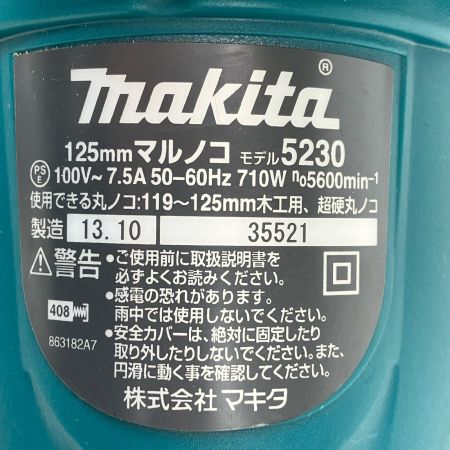 makita®
125mmマルノコ モデル5230
PSE 100V~ 7.5A 50-60Hz 710W n₀5600min⁻¹
使用できる丸ノコ:119~125mm木工用、超硬丸ノコ
製造 13.10 35521
⚠警告 •ご使用前に取扱説明書を
必ずよくお読みください。
•感電の恐れがあります。
雨中では使用しないでください。
408
•安全カバーは、絶対に固定したり
863182A7
取り外したりしないでください。また、
円滑に動く事を確認してください。
株式会社 マキタ